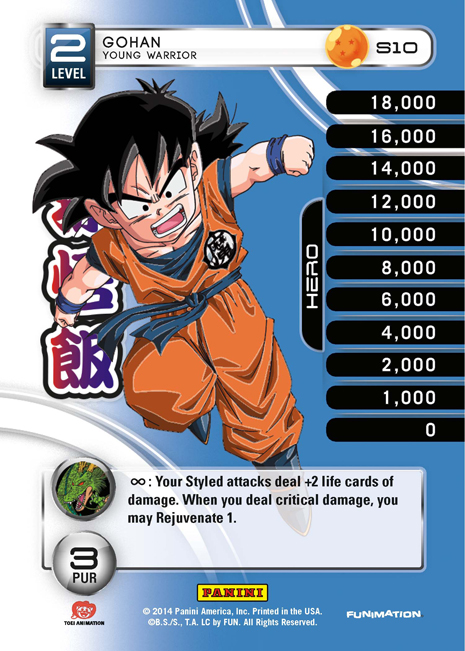 2
LEVEL
GOHAN
YOUNG WARRIOR
S10
18,000
16,000
14,000
12,000
10,000
8,000
6,000
4,000
2,000
1,000
0
HERO
悟
飯
∞: Your Styled attacks deal +2 life cards of
damage. When you deal critical damage, you
may Rejuvenate 1.
3
PUR
PANINI
TOEI ANIMATION
© 2014 Panini America, Inc. Printed in the USA.
©B.S./S., T.A. LC by FUN. All Rights Reserved.
FUNIMATION